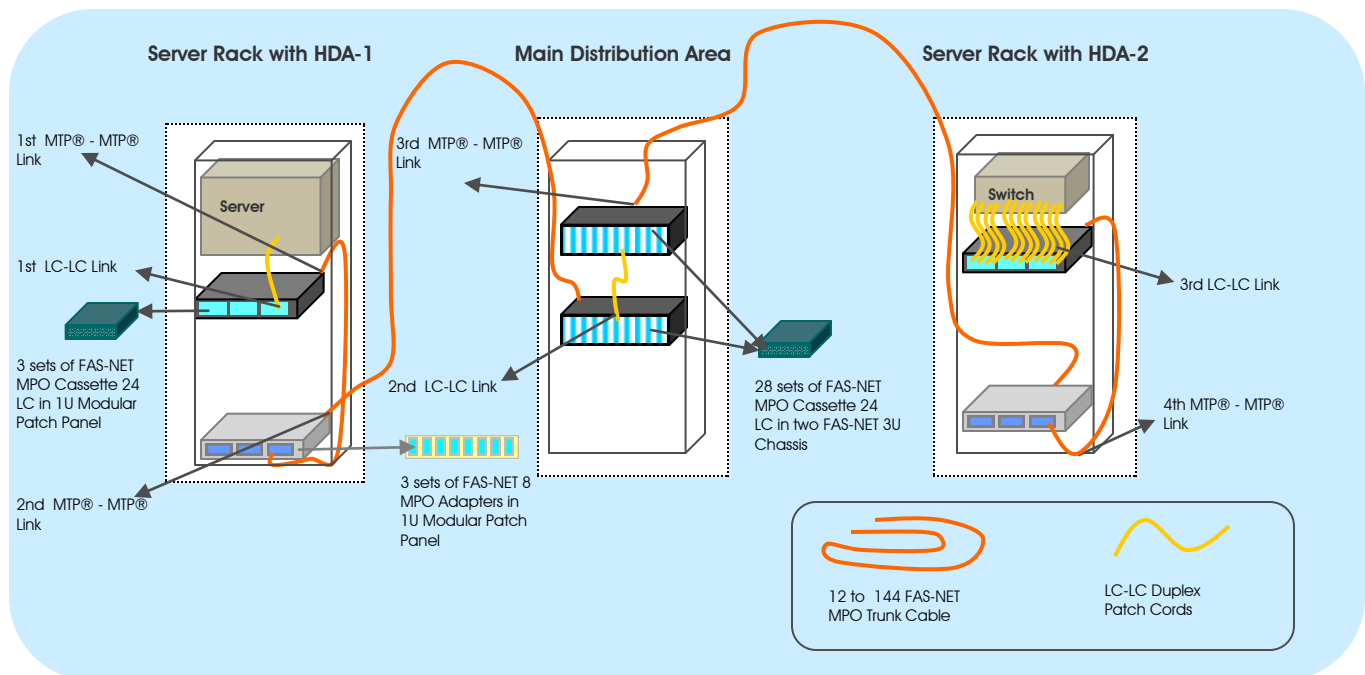 Server Rack with HDA-1
Main Distribution Area
Server Rack with HDA-2
1st MTP® - MTP®
Link
Server
1st LC-LC Link
3 sets of FAS-NET
MPO Cassette 24
LC in 1U Modular
Patch Panel
2nd MTP® - MTP®
Link
3rd MTP® - MTP®
Link
2nd LC-LC Link
3 sets of FAS-NET 8
MPO Adapters in
1U Modular Patch
Panel
28 sets of FAS-NET
MPO Cassette 24
LC in two FAS-NET 3U
Chassis
Switch
3rd LC-LC Link
4th MTP® - MTP®
Link
12 to 144 FAS-NET
MPO Trunk Cable
LC-LC Duplex
Patch Cords